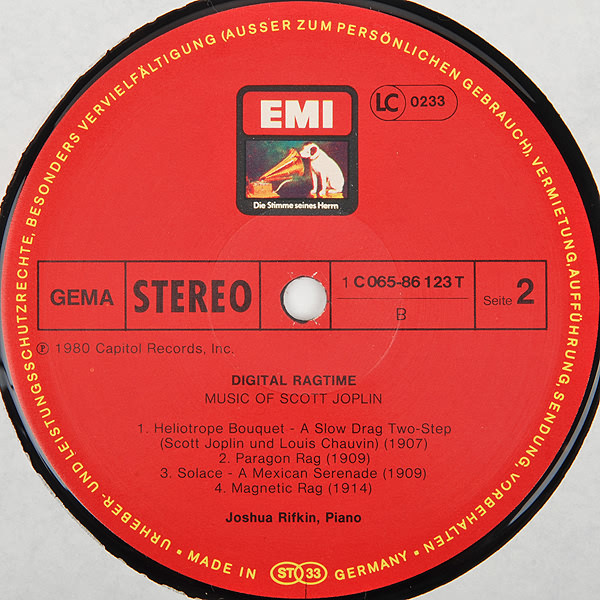 URHEBER- UND LEISTUNGSSCHUTZRECHTE, BESONDERS VERVIELFÄLTIGUNG (AUSSER ZUM PERSÖNLICHEN GEBRAUCH), VERMIETUNG, AUFFÜHRUNG, SENDUNG, VORBEHALTEN
EMI
LC 0233
Die Stimme seines Herrn
GEMA
STEREO
1 C 065-86 123 T
B
Seite 2
℗ 1980 Capitol Records, Inc.
DIGITAL RAGTIME
MUSIC OF SCOTT JOPLIN
1. Heliotrope Bouquet - A Slow Drag Two-Step
(Scott Joplin und Louis Chauvin) (1907)
2. Paragon Rag (1909)
3. Solace - A Mexican Serenade (1909)
4. Magnetic Rag (1914)
Joshua Rifkin, Piano
• MADE IN ST 33 GERMANY •